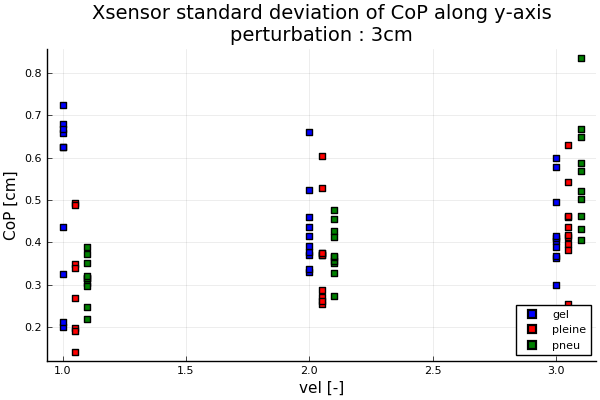 Xsensor standard deviation of CoP along y-axis
perturbation : 3cm
CoP [cm]
0.8
0.7
0.6
0.5
0.4
0.3
0.2
1.0
1.5
2.0
2.5
3.0
vel [-]
gel
pleine
pneu